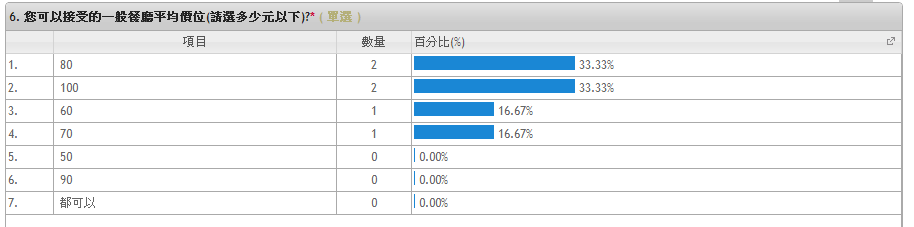 6. 您可以接受的一般餐廳平均價位(請選多少元以下)?* ( 單選 )
項目 數量 百分比(%)
1. 80 2 33.33%
2. 100 2 33.33%
3. 60 1 16.67%
4. 70 1 16.67%
5. 50 0 0.00%
6. 90 0 0.00%
7. 都可以 0 0.00%